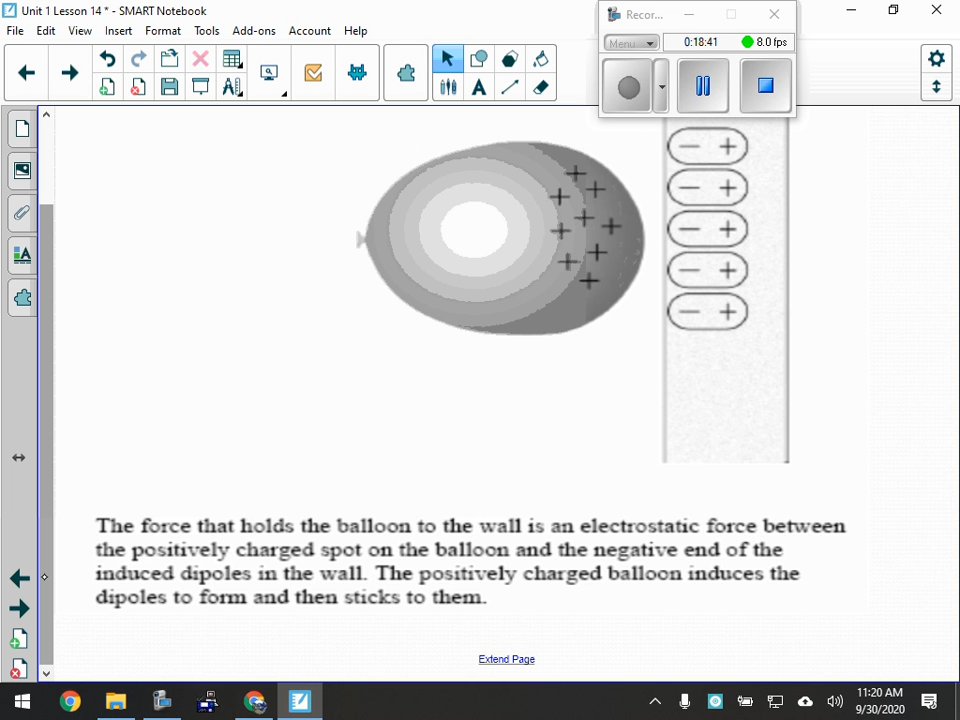 Unit 1 Lesson 14 * - SMART Notebook
Recor...
File Edit View Insert Format Tools Add-ons Account Help
Menu 0:18:41 8.0 fps
+
+ +
+ +
+ +
+ +
+
− +
− +
− +
− +
− +
The force that holds the balloon to the wall is an electrostatic force between
the positively charged spot on the balloon and the negative end of the
induced dipoles in the wall. The positively charged balloon induces the
dipoles to form and then sticks to them.
Extend Page
11:20 AM
9/30/2020